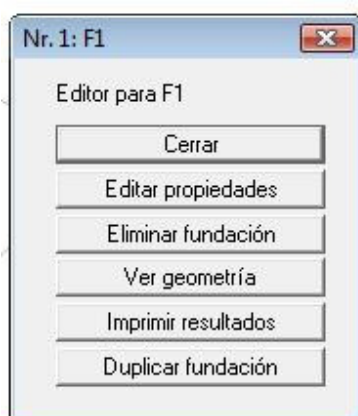 Nr. 1: F1
Editor para F1
Cerrar
Editar propiedades
Eliminar fundación
Ver geometría
Imprimir resultados
Duplicar fundación